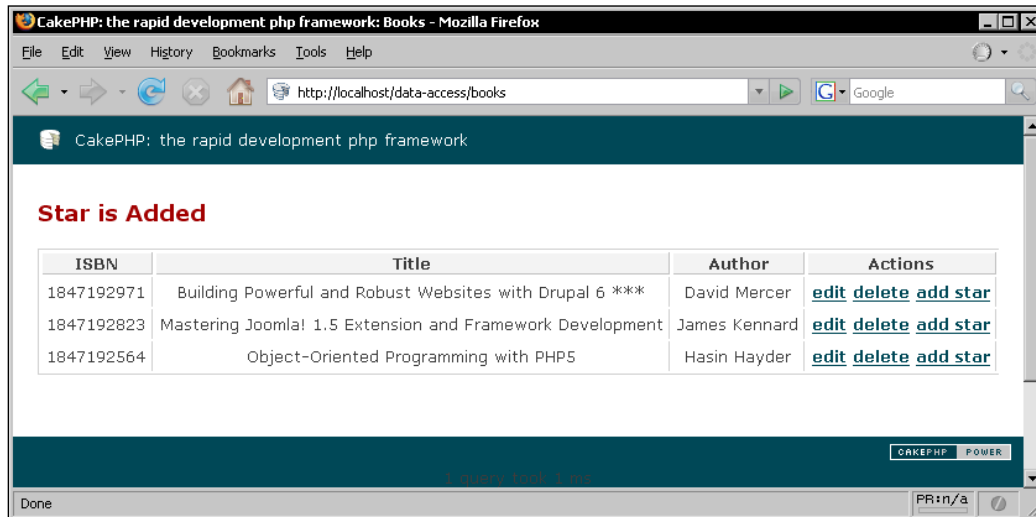 CakePHP: the rapid development php framework: Books - Mozilla Firefox
File Edit View History Bookmarks Tools Help
http://localhost/data-access/books G Google
CakePHP: the rapid development php framework
Star is Added
ISBN Title Author Actions
1847192971 Building Powerful and Robust Websites with Drupal 6 *** David Mercer edit delete add star
1847192823 Mastering Joomla! 1.5 Extension and Framework Development James Kennard edit delete add star
1847192564 Object-Oriented Programming with PHP5 Hasin Hayder edit delete add star
CAKEPHP POWER
1 query took 1 ms
Done PR:n/a